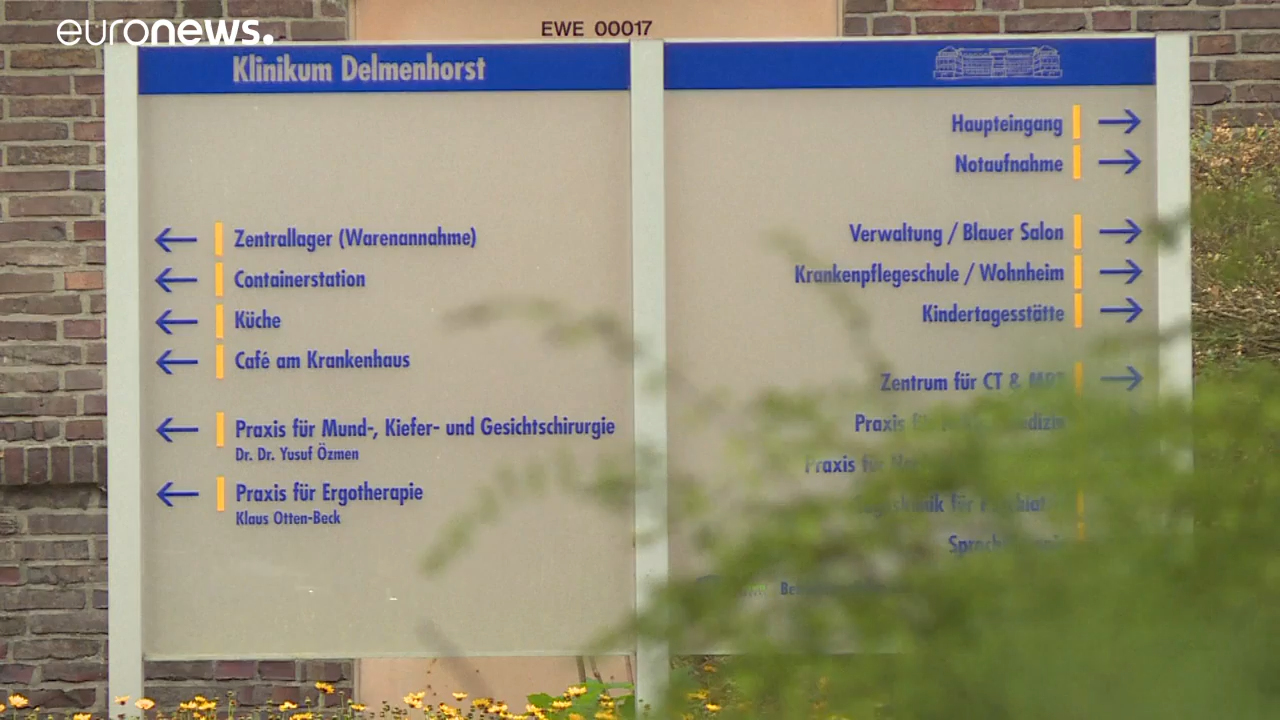 euronews.
EWE 00017
Klinikum Delmenhorst
Zentrallager (Warenannahme)
Containerstation
Küche
Café am Krankenhaus
Praxis für Mund-, Kiefer- und Gesichtschirurgie
Dr. Dr. Yusuf Özmen
Praxis für Ergotherapie
Klaus Otten-Beck
Haupteingang
Notaufnahme
Verwaltung / Blauer Salon
Krankenpflegeschule / Wohnheim
Kindertagesstätte
Zentrum für CT & MRT
Praxis
Praxis für
für